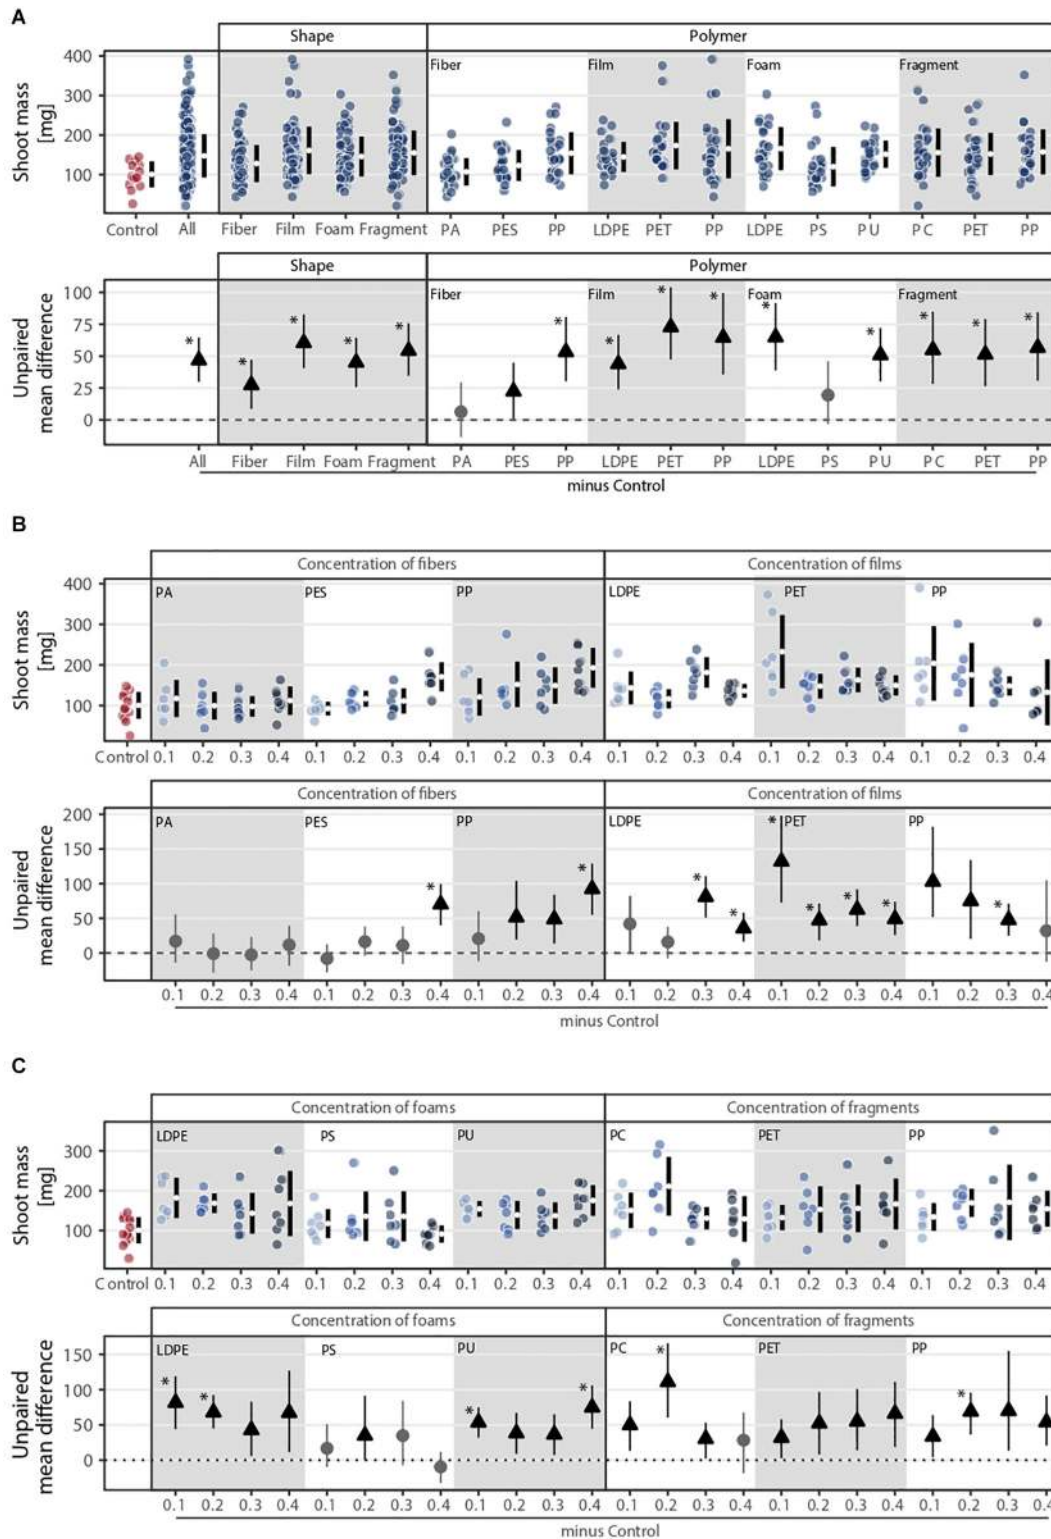 A
Shape Polymer
Fiber Film Foam Fragment
Shoot mass
[mg]
400
300
200
100
Control All Fiber Film Foam Fragment PA PES PP LDPE PET PP LDPE PS PU PC PET PP
Shape Polymer
Fiber Film Foam Fragment
Unpaired
mean difference
100
75
50
25
0
* * * * * * * * * * * * * *
All Fiber Film Foam Fragment PA PES PP LDPE PET PP LDPE PS PU PC PET PP
minus Control
B
Concentration of fibers Concentration of films
PA PES PP LDPE PET PP
Shoot mass
[mg]
400
300
200
100
Control 0.1 0.2 0.3 0.4 0.1 0.2 0.3 0.4 0.1 0.2 0.3 0.4 0.1 0.2 0.3 0.4 0.1 0.2 0.3 0.4 0.1 0.2 0.3 0.4
Concentration of fibers Concentration of films
PA PES PP LDPE PET PP
Unpaired
mean difference
200
150
100
50
0
* * * * * * * * *
0.1 0.2 0.3 0.4 0.1 0.2 0.3 0.4 0.1 0.2 0.3 0.4 0.1 0.2 0.3 0.4 0.1 0.2 0.3 0.4 0.1 0.2 0.3 0.4
minus Control
C
Concentration of foams Concentration of fragments
LDPE PS PU PC PET PP
Shoot mass
[mg]
300
200
100
Control 0.1 0.2 0.3 0.4 0.1 0.2 0.3 0.4 0.1 0.2 0.3 0.4 0.1 0.2 0.3 0.4 0.1 0.2 0.3 0.4 0.1 0.2 0.3 0.4
Concentration of foams Concentration of fragments
LDPE PS PU PC PET PP
Unpaired
mean difference
150
100
50
0
* * * * * *
0.1 0.2 0.3 0.4 0.1 0.2 0.3 0.4 0.1 0.2 0.3 0.4 0.1 0.2 0.3 0.4 0.1 0.2 0.3 0.4 0.1 0.2 0.3 0.4
minus Control